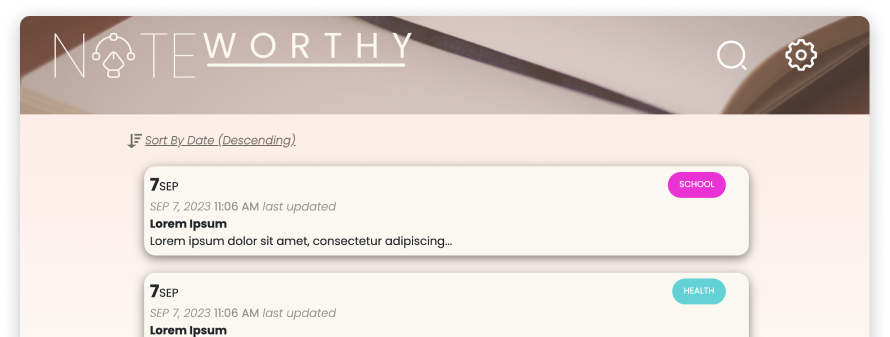 NOTEWORTHY
Sort By Date (Descending)
7SEP
SCHOOL
SEP 7, 2023 11:06 AM last updated
Lorem Ipsum
Lorem ipsum dolor sit amet, consectetur adipiscing...
7SEP
HEALTH
SEP 7, 2023 11:06 AM last updated
Lorem Ipsum